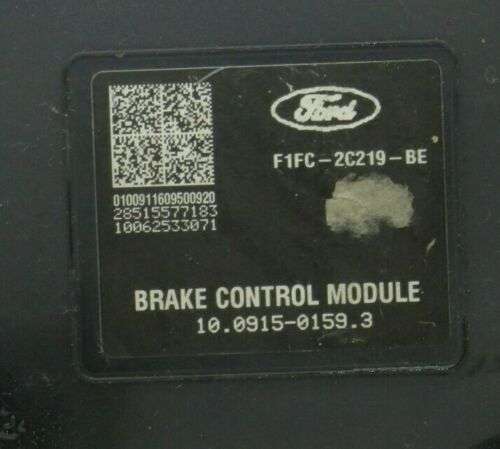 Ford
F1FC-2C219-BE
0100911609500920
28515577183
10062533071
BRAKE CONTROL MODULE
10.0915-0159.3